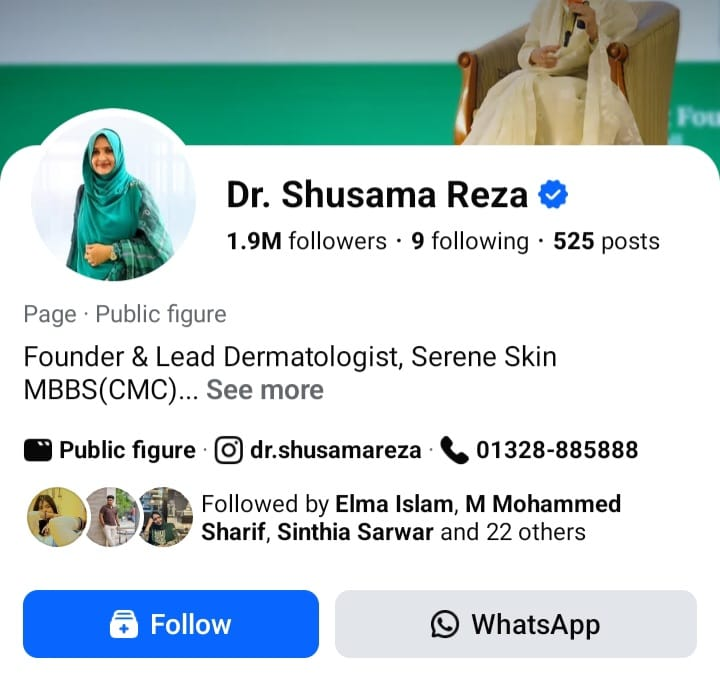 Fou
Dr. Shusama Reza
1.9M followers · 9 following · 525 posts
Page · Public figure
Founder & Lead Dermatologist, Serene Skin
MBBS(CMC)... See more
Public figure · dr.shusamareza · 01328-885888
Followed by Elma Islam, M Mohammed
Sharif, Sinthia Sarwar and 22 others
Follow
WhatsApp